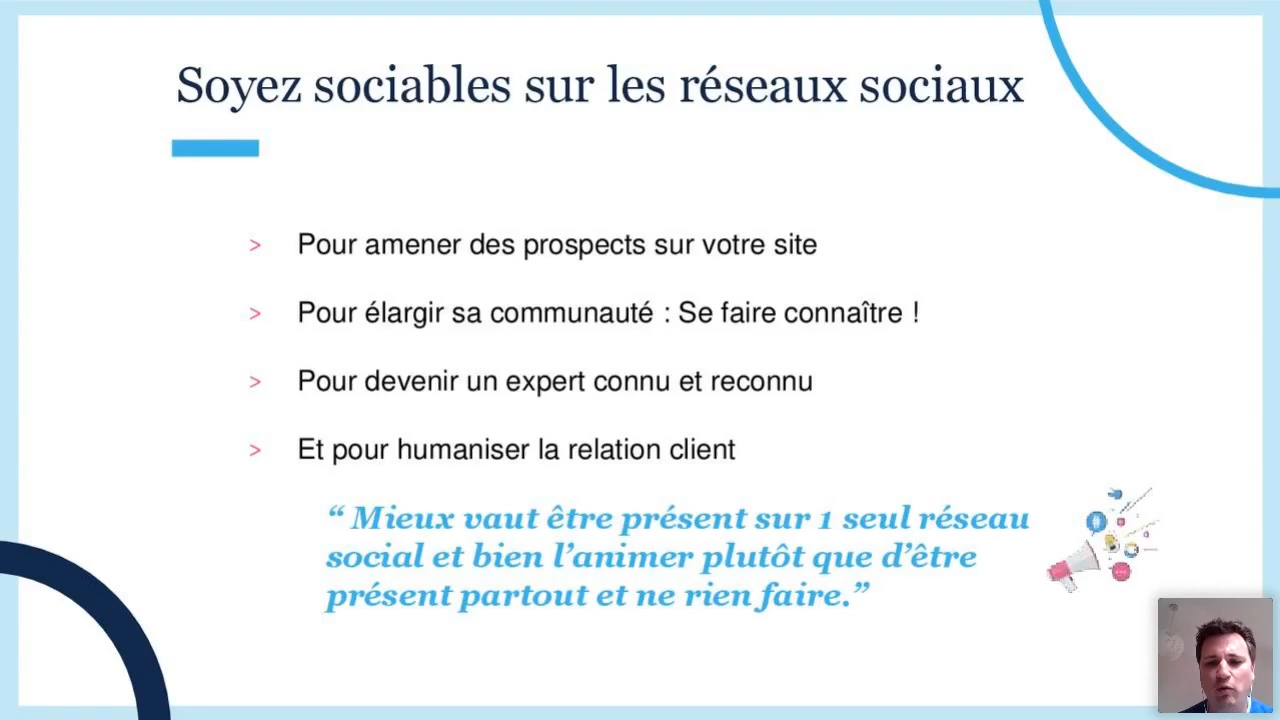 Soyez sociables sur les réseaux sociaux
> Pour amener des prospects sur votre site
> Pour élargir sa communauté : Se faire connaître !
> Pour devenir un expert connu et reconnu
> Et pour humaniser la relation client
“ Mieux vaut être présent sur 1 seul réseau
social et bien l’animer plutôt que d’être
présent partout et ne rien faire.”